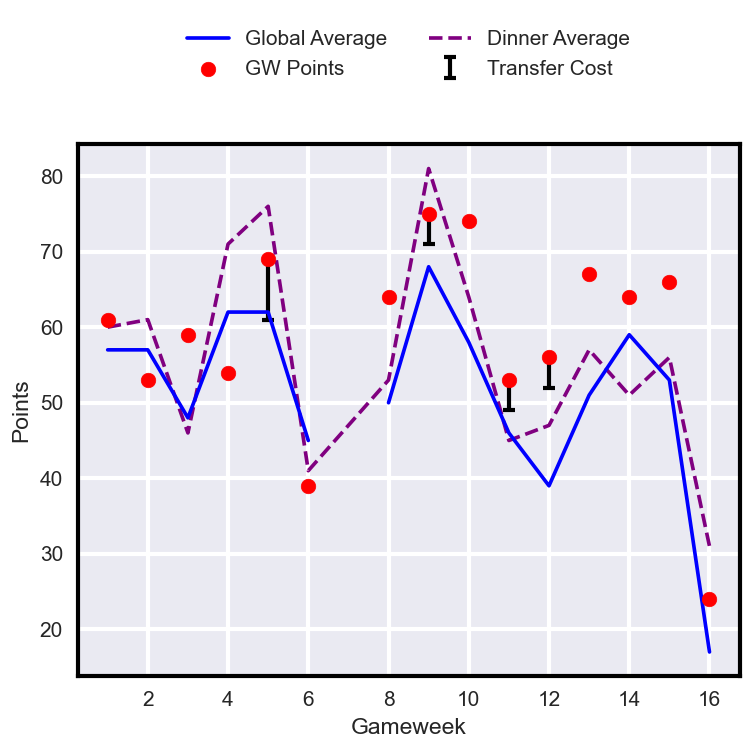 Global Average
Dinner Average
GW Points
Transfer Cost
80
70
60
50
40
30
20
Points
2 4 6 8 10 12 14 16
Gameweek